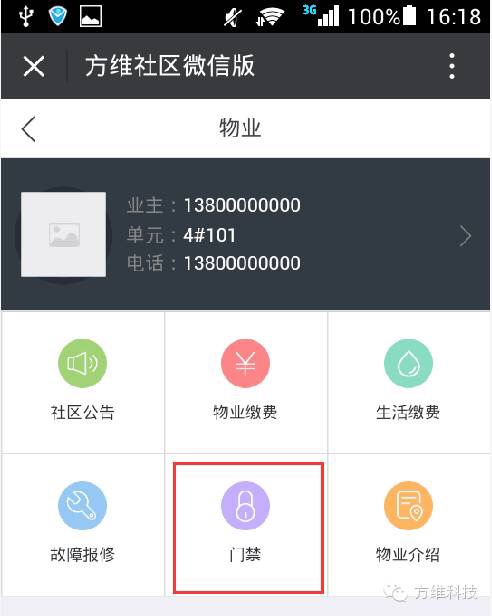 3G 100% 16:18
方维社区微信版
物业
业主：13800000000
单元：4#101
电话：13800000000
社区公告 物业缴费 生活缴费
故障报修 门禁 物业介绍
方维科技